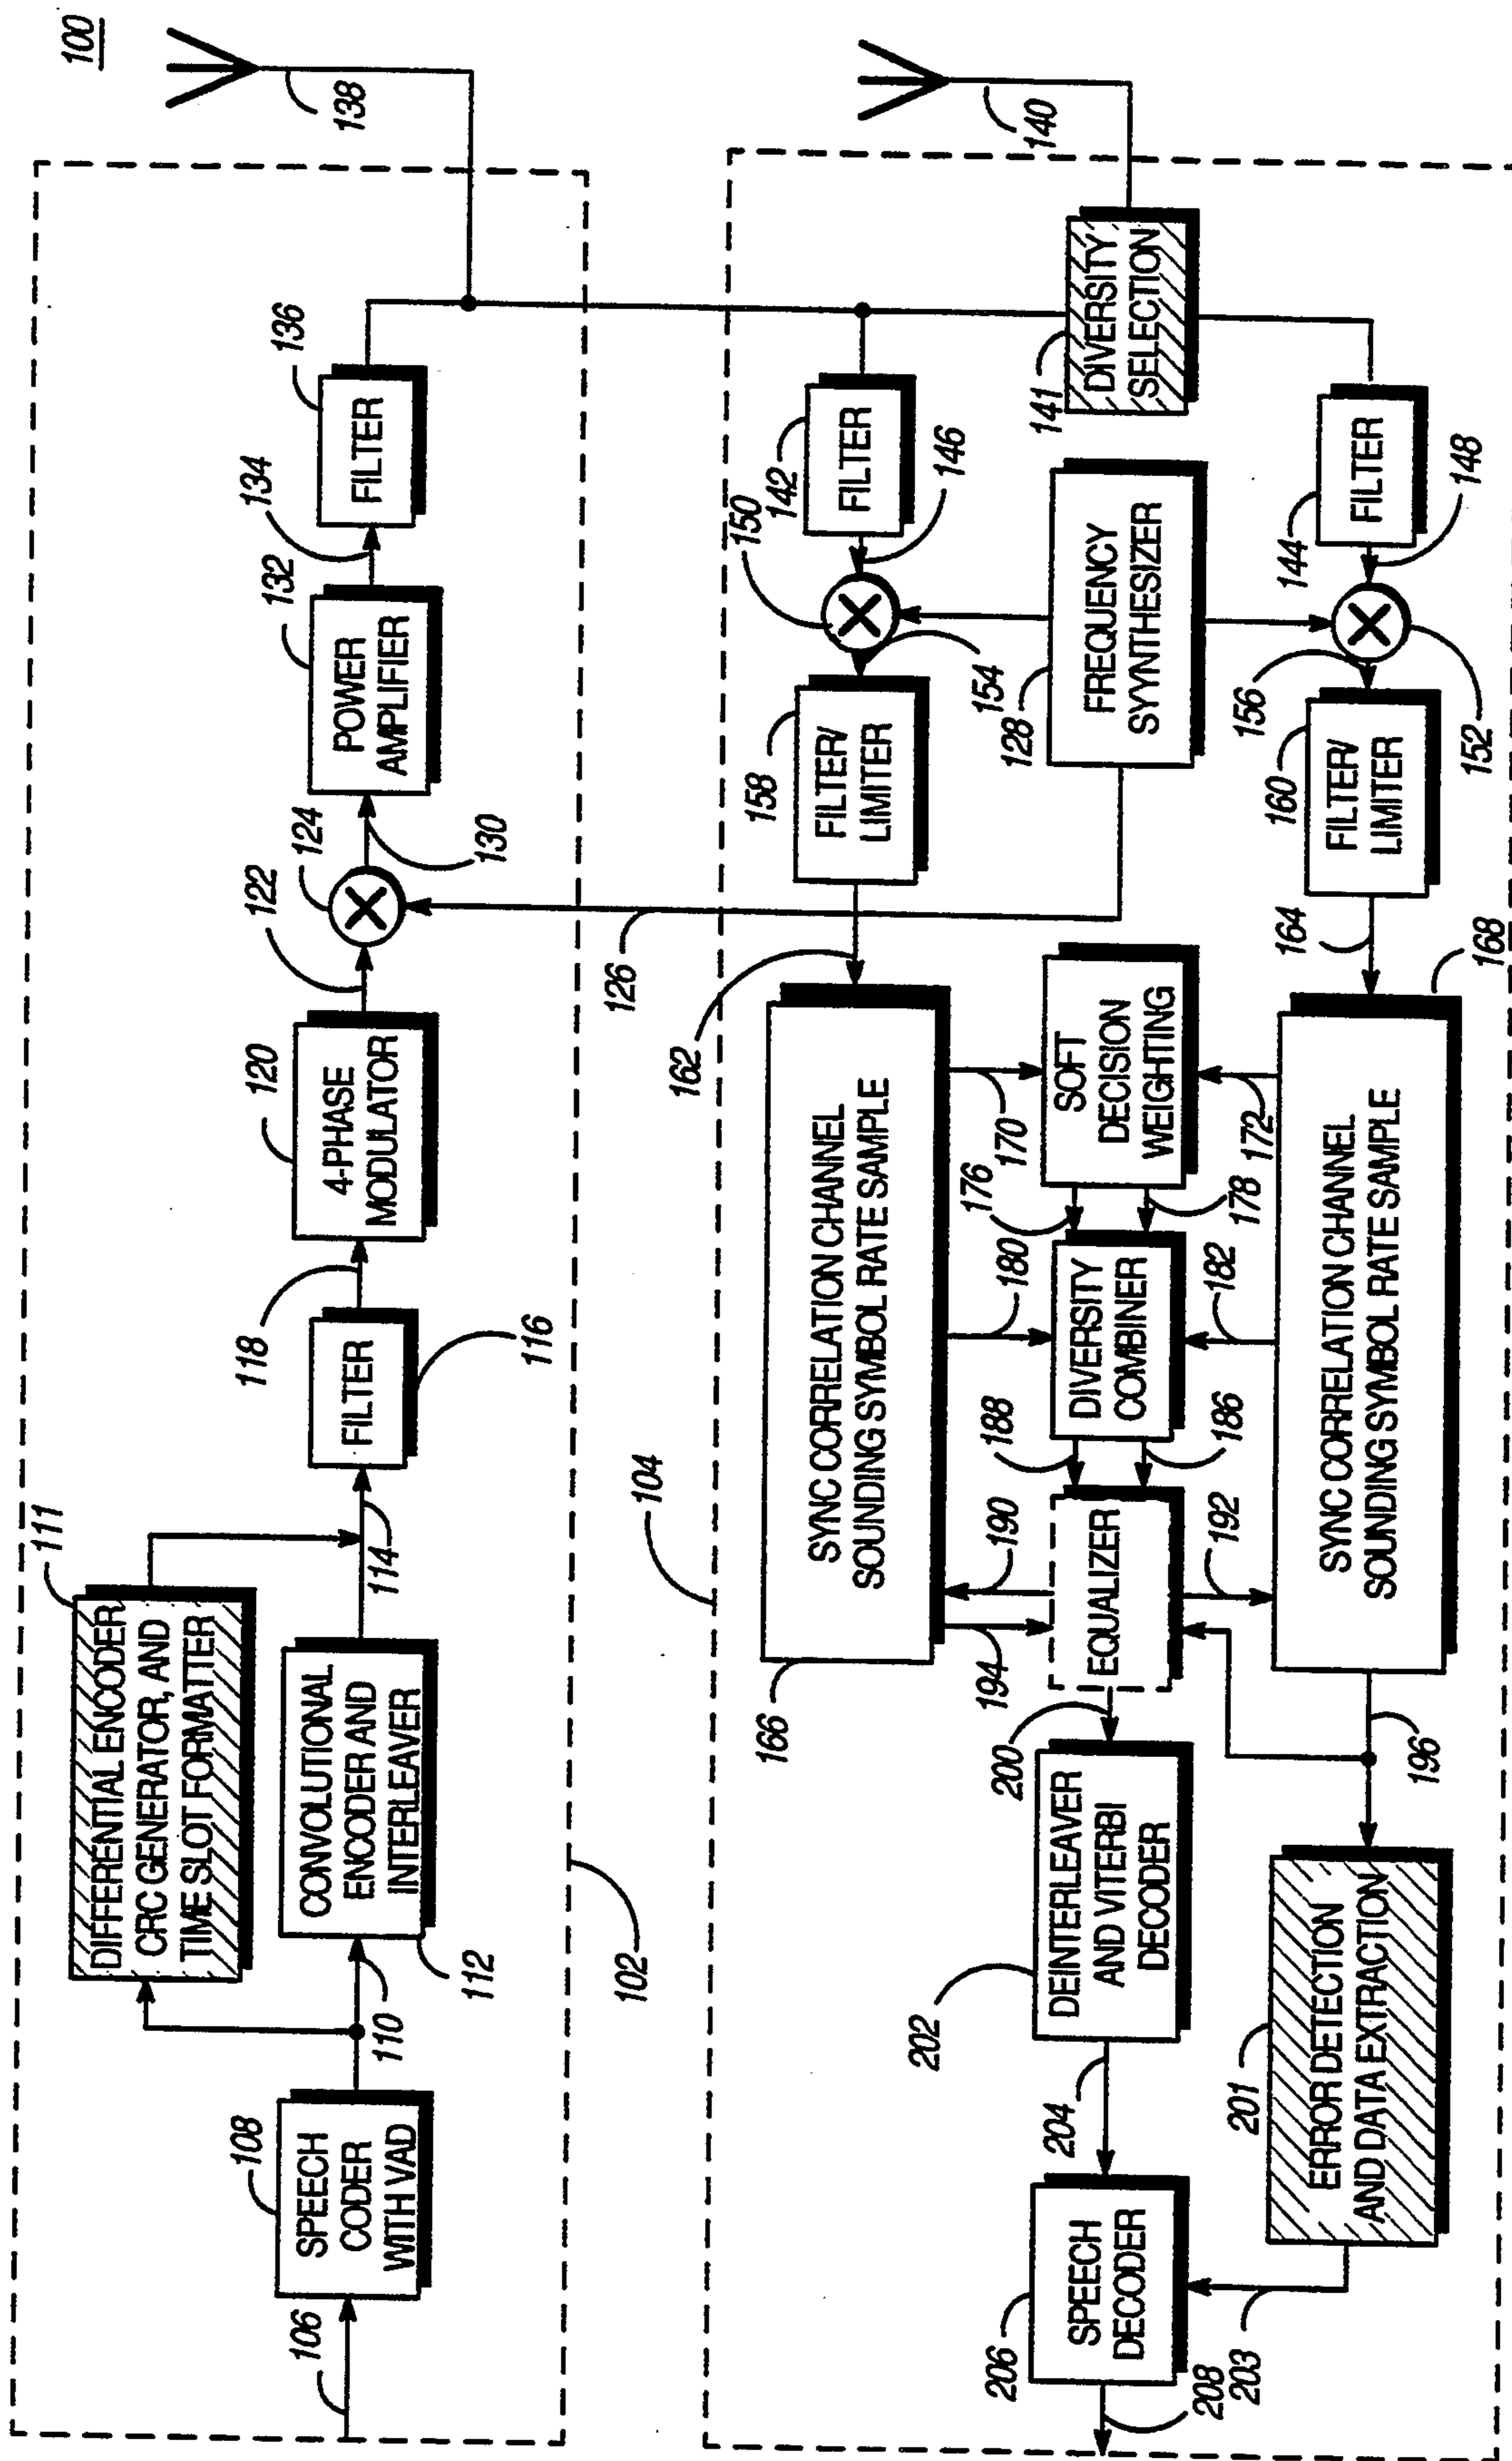 100
106
SPEECH
CODER
WITH VAD
108
110
DIFFERENTIAL ENCODER
CRC GENERATOR, AND
TIME SLOT FORMATTER
111
CONVOLUTIONAL
ENCODER AND
INTERLEAVER
112
114
FILTER
116
118
4-PHASE
MODULATOR
120
122
124
126
130
POWER
AMPLIFIER
132
134
FILTER
136
138
102
104
140
DIVERSITY
SELECTION
141
FILTER
142
146
150
154
FREQUENCY
SYYNTHESIZER
128
FILTER
144
148
152
156
FILTER/
LIMITER
158
162
FILTER/
LIMITER
160
164
SYNC CORRELATION CHANNEL
SOUNDING SYMBOL RATE SAMPLE
166
168
SYNC CORRELATION CHANNEL
SOUNDING SYMBOL RATE SAMPLE
SOFT
DECISION
WEIGHTING
170
172
176
178
DIVERSITY
COMBINER
180
182
188
186
EQUALIZER
190
192
194
196
200
DEINTERLEAVER
AND VITERBI
DECODER
202
204
ERROR DETECTION
AND DATA EXTRACTION
201
203
SPEECH
DECODER
206
208